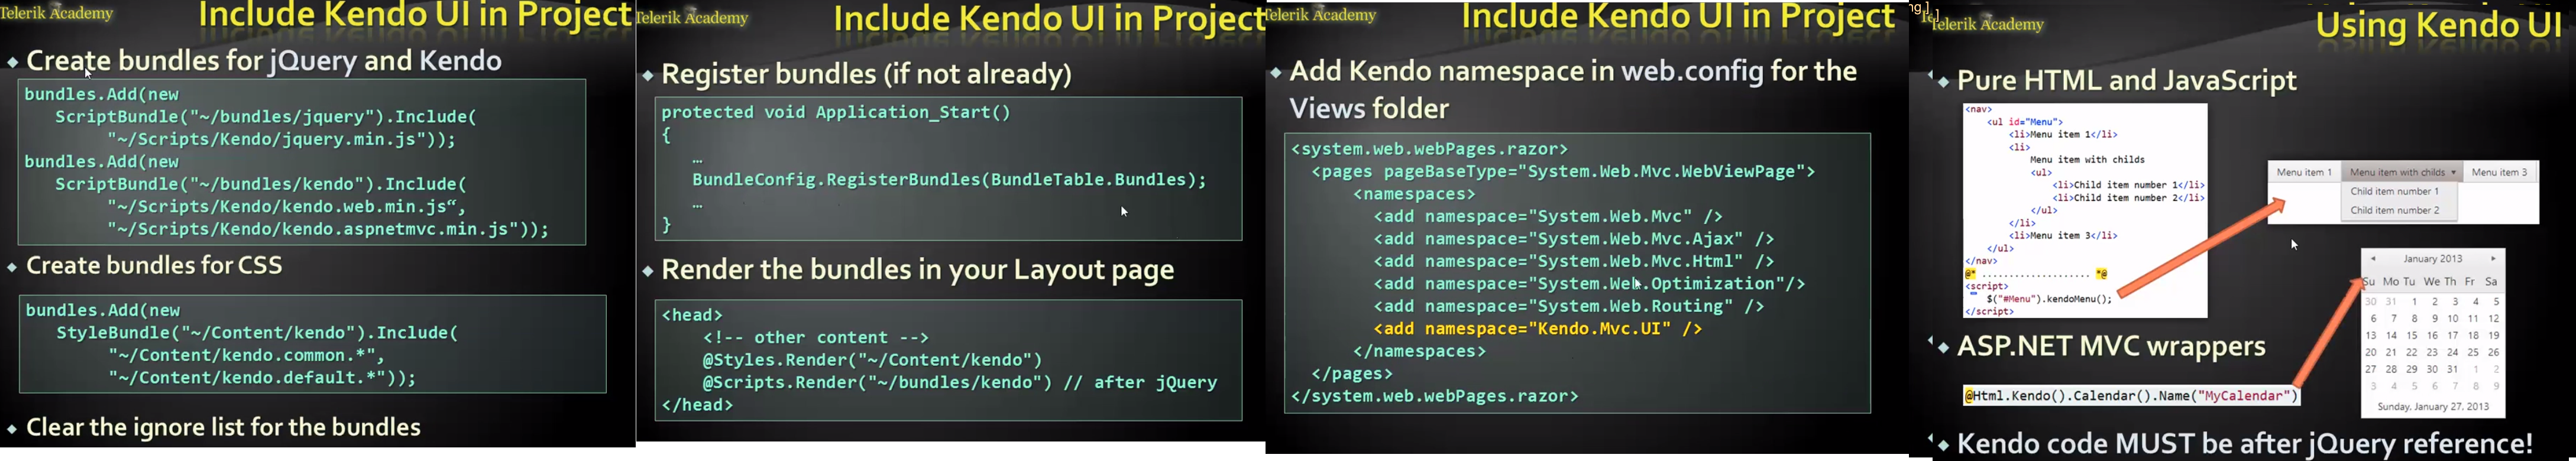 Telerik Academy
Include Kendo UI in Project
Create bundles for jQuery and Kendo
bundles.Add(new
ScriptBundle("~/bundles/jquery").Include(
"~/Scripts/Kendo/jquery.min.js"));
bundles.Add(new
ScriptBundle("~/bundles/kendo").Include(
"~/Scripts/Kendo/kendo.web.min.js“,
"~/Scripts/Kendo/kendo.aspnetmvc.min.js"));
Create bundles for CSS
bundles.Add(new
StyleBundle("~/Content/kendo").Include(
"~/Content/kendo.common.*",
"~/Content/kendo.default.*"));
Clear the ignore list for the bundles
Telerik Academy
Include Kendo UI in Project
Register bundles (if not already)
protected void Application_Start()
{
…
BundleConfig.RegisterBundles(BundleTable.Bundles);
…
}
Render the bundles in your Layout page
<head>
<!-- other content -->
@Styles.Render("~/Content/kendo")
@Scripts.Render("~/bundles/kendo") // after jQuery
</head>
Telerik Academy
Include Kendo UI in Project
Add Kendo namespace in web.config for the
Views folder
<system.web.webPages.razor>
<pages pageBaseType="System.Web.Mvc.WebViewPage">
<namespaces>
<add namespace="System.Web.Mvc" />
<add namespace="System.Web.Mvc.Ajax" />
<add namespace="System.Web.Mvc.Html" />
<add namespace="System.Web.Optimization"/>
<add namespace="System.Web.Routing" />
<add namespace="Kendo.Mvc.UI" />
</namespaces>
</pages>
</system.web.webPages.razor>
Telerik Academy
Using Kendo UI
Pure HTML and JavaScript
<nav>
<ul id="Menu">
<li>Menu item 1</li>
<li>
Menu item with childs
<ul>
<li>Child item number 1</li>
<li>Child item number 2</li>
</ul>
</li>
<li>Menu item 3</li>
</ul>
</nav>
@* .................... *@
<script>
$("#Menu").kendoMenu();
</script>
Menu item 1 Menu item with childs Menu item 3
Child item number 1
Child item number 2
January 2013
Su Mo Tu We Th Fr Sa
30 31 1 2 3 4 5
6 7 8 9 10 11 12
13 14 15 16 17 18 19
20 21 22 23 24 25 26
27 28 29 30 31 1 2
3 4 5 6 7 8 9
Sunday, January 27, 2013
ASP.NET MVC wrappers
@Html.Kendo().Calendar().Name("MyCalendar")
Kendo code MUST be after jQuery reference!